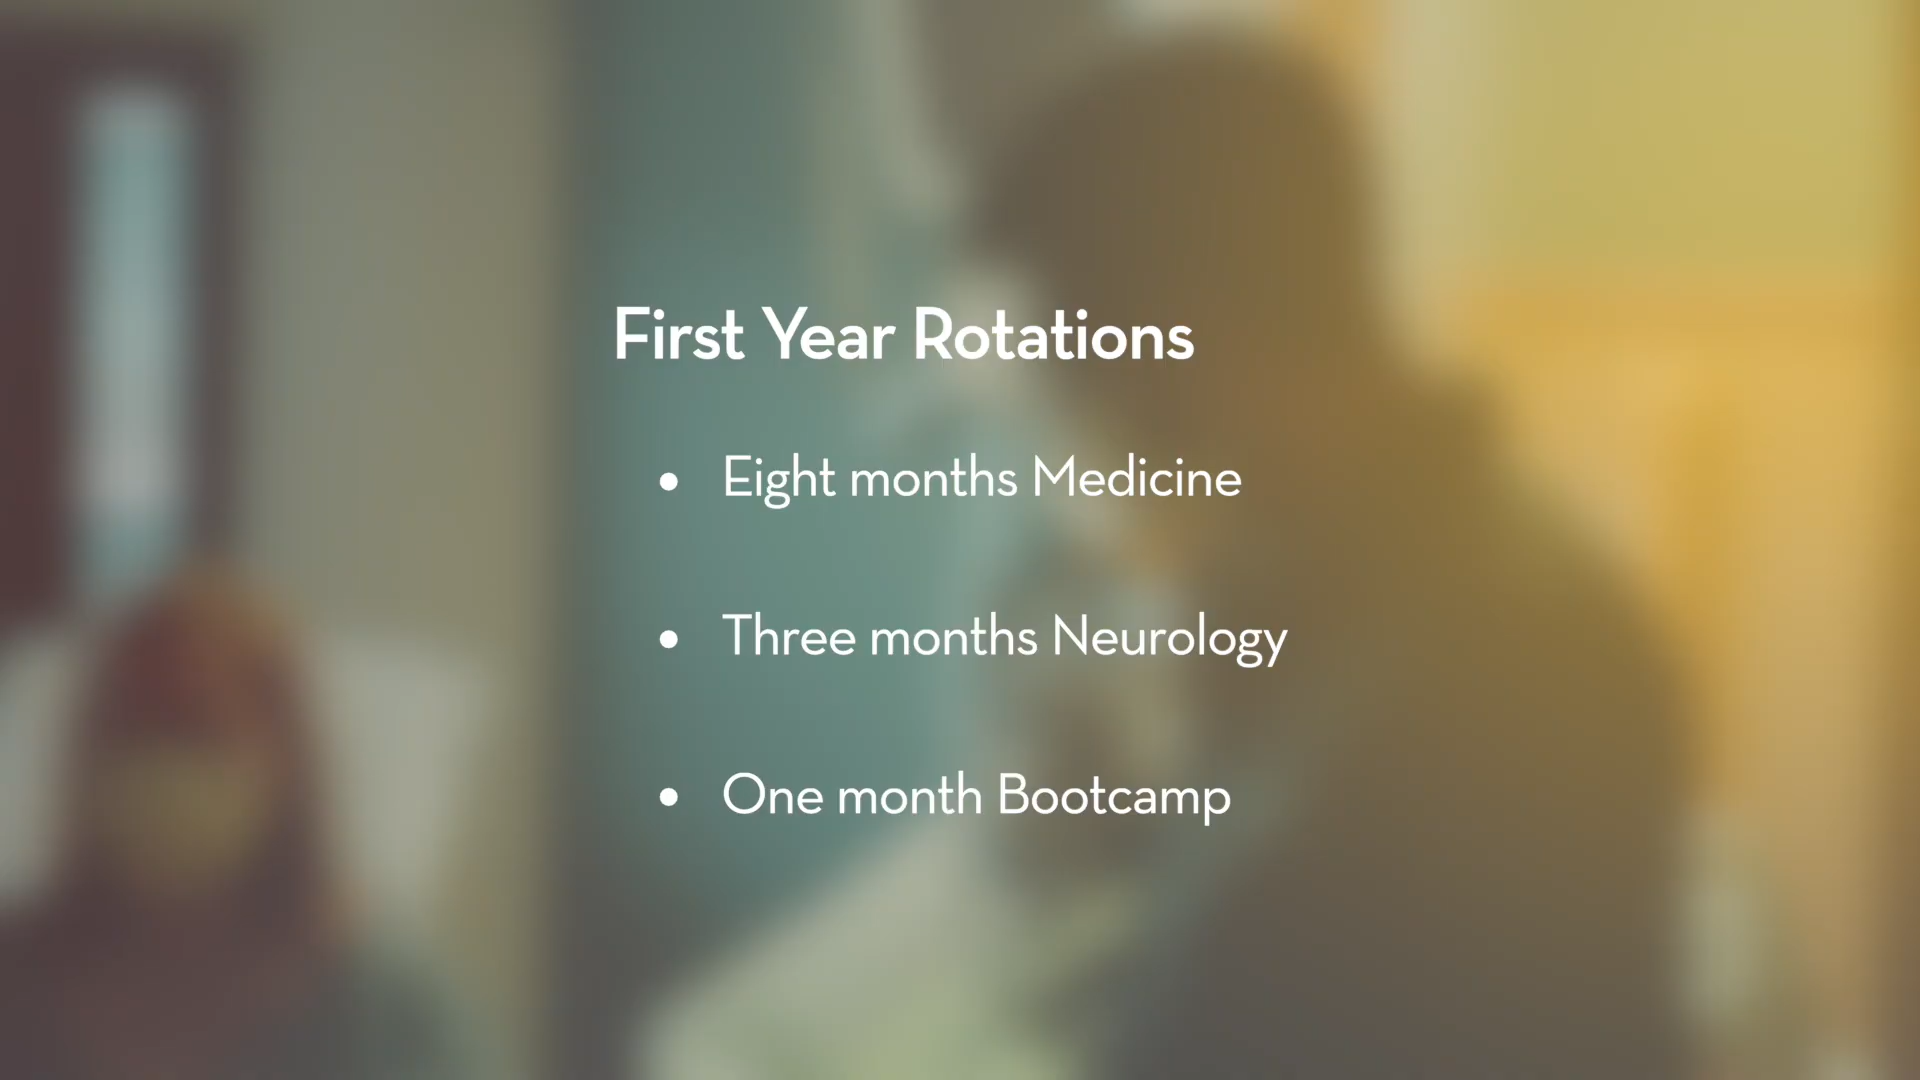 First Year Rotations
• Eight months Medicine
• Three months Neurology
• One month Bootcamp